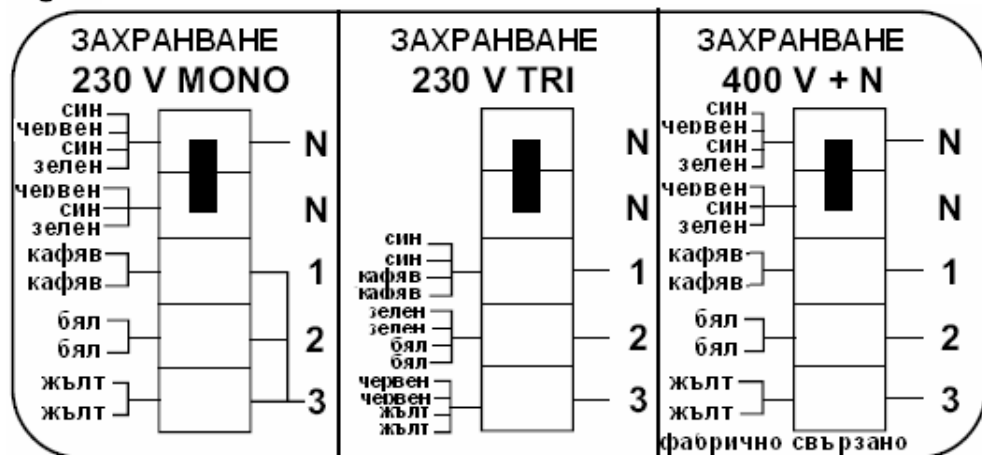 ЗАХРАНВАНЕ
230 V MONO
син
червен
син
зелен
N
червен
син
зелен
N
кафяв
кафяв
1
бял
бял
2
жълт
жълт
3
ЗАХРАНВАНЕ
230 V TRI
N
N
син
син
кафяв
кафяв
1
зелен
зелен
бял
бял
2
червен
червен
жълт
жълт
3
ЗАХРАНВАНЕ
400 V + N
син
червен
син
зелен
N
червен
син
зелен
N
кафяв
кафяв
1
бял
бял
2
жълт
жълт
3
фабрично свързано